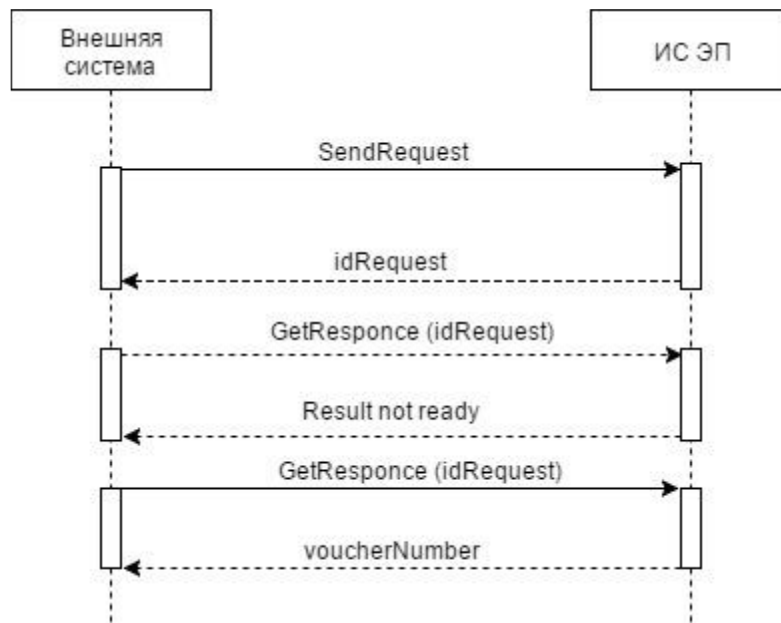 Внешняя
система
ИС ЭП
SendRequest
idRequest
GetResponce (idRequest)
Result not ready
GetResponce (idRequest)
voucherNumber